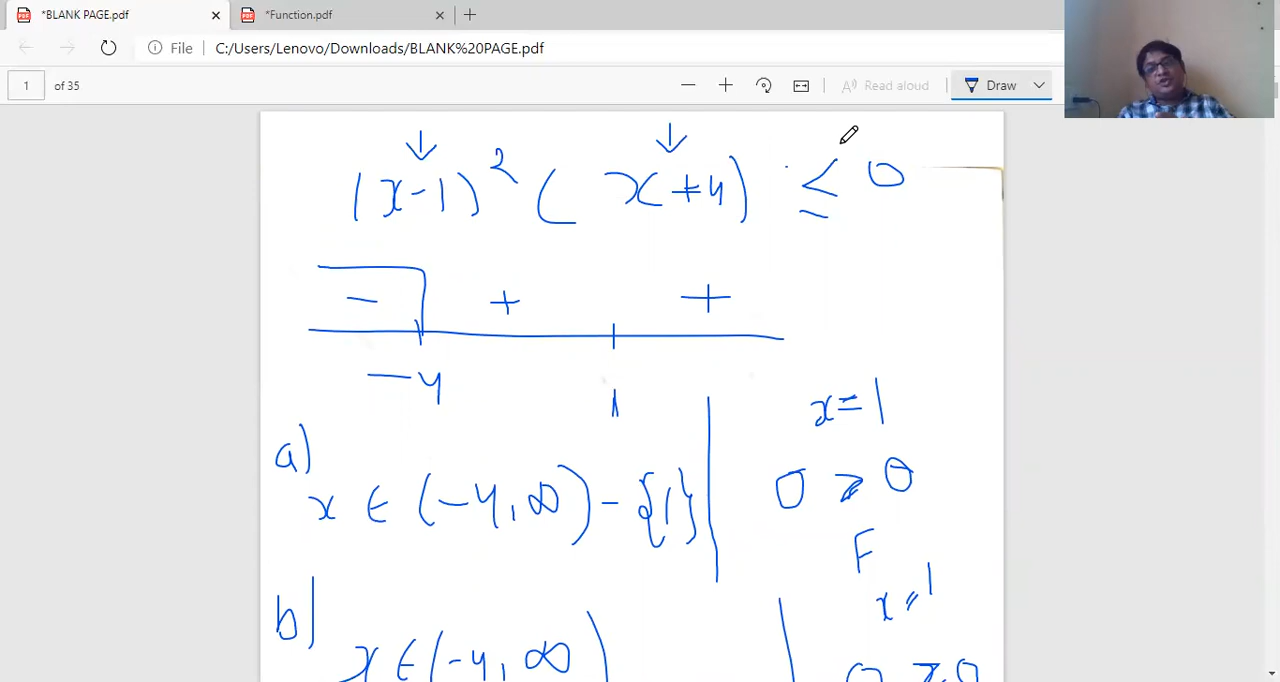 *BLANK PAGE.pdf
*Function.pdf
File
C:/Users/Lenovo/Downloads/BLANK%20PAGE.pdf
1 of 35
Read aloud
Draw
(x-1)² (x+4) ≤ 0
- + +
-4 1
a)
x ∈ (-4, ∞) - {1}
x=1
0 > 0
F
b)
x ∈ (-4, ∞)
x=1